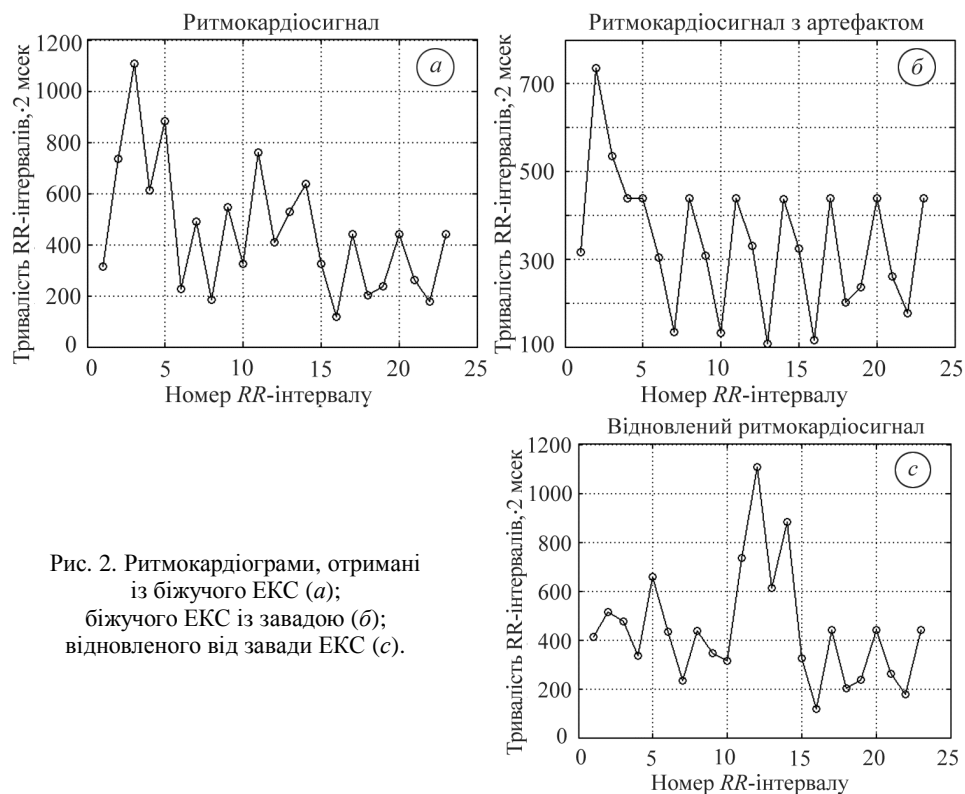 Ритмокардіосигнал
а
Тривалість RR-інтервалів,·2 мсек
1200
1000
800
600
400
200
0
0 5 10 15 20 25
Номер RR-інтервалу
Ритмокардіосигнал з артефактом
б
Тривалість RR-інтервалів,·2 мсек
700
500
300
100
0 5 10 15 20 25
Номер RR-інтервалу
Відновлений ритмокардіосигнал
с
Тривалість RR-інтервалів,·2 мсек
1200
1000
800
600
400
200
0
0 5 10 15 20 25
Номер RR-інтервалу
Рис. 2. Ритмокардіограми, отримані
із біжучого ЕКС (а);
біжучого ЕКС із завадою (б);
відновленого від завади ЕКС (с).